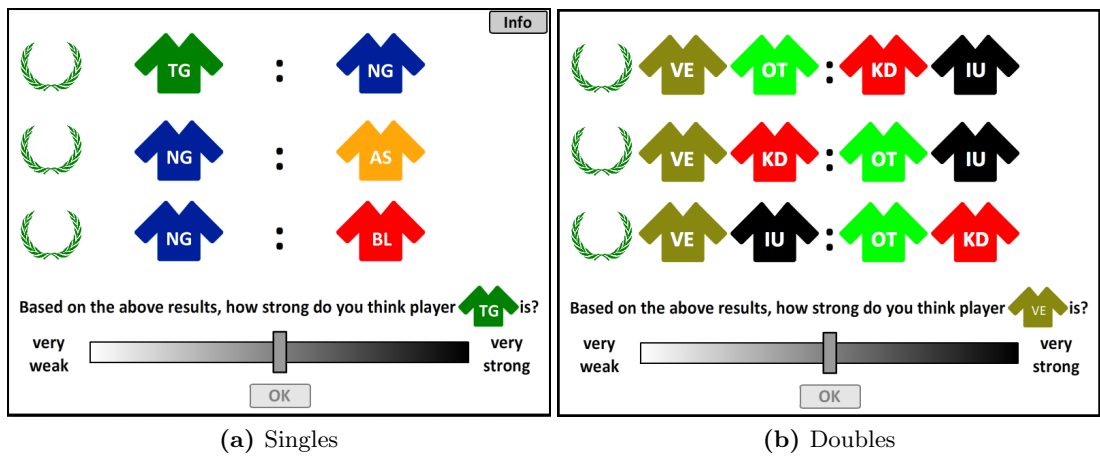 Info
TG : NG
NG : AS
NG : BL
Based on the above results, how strong do you think player TG is?
very weak
very strong
OK
(a) Singles
VE OT : KD IU
VE KD : OT IU
VE IU : OT KD
Based on the above results, how strong do you think player VE is?
very weak
very strong
OK
(b) Doubles